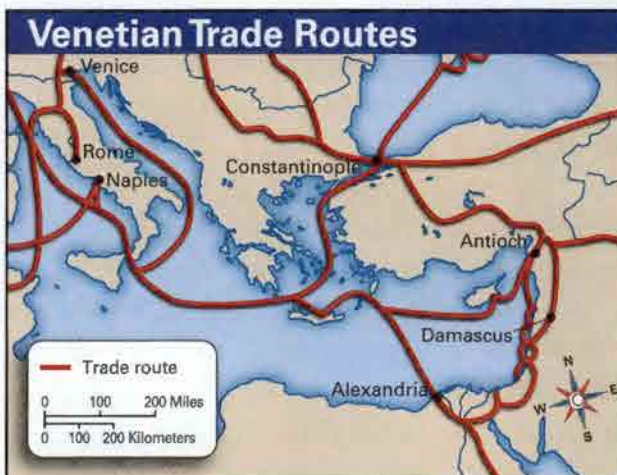 Venetian Trade Routes
Venice
Rome
Naples
Constantinople
Antioch
Damascus
Alexandria
Trade route
0 100 200 Miles
0 100 200 Kilometers
N
E
W
S